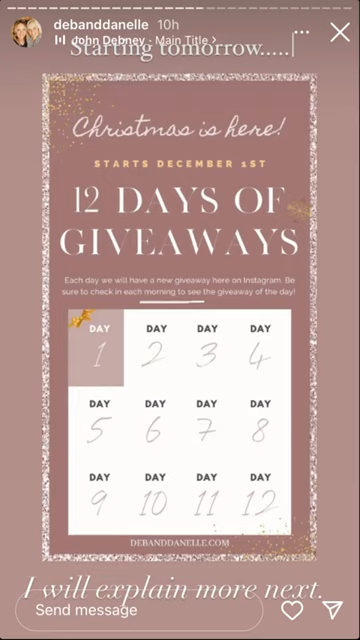 debanddanelle 10h
John Debney · Main Title >
Starting tomorrow.....
Christmas is here!
STARTS DECEMBER 1ST
12 DAYS OF
GIVEAWAYS
Each day we will have a new giveaway here on Instagram. Be
sure to check in each morning to see the giveaway of the day!
DAY DAY DAY DAY
1 2 3 4
DAY DAY DAY DAY
5 6 7 8
DAY DAY DAY DAY
9 10 11 12
DEBANDDANELLE.COM
I will explain more next.
Send message